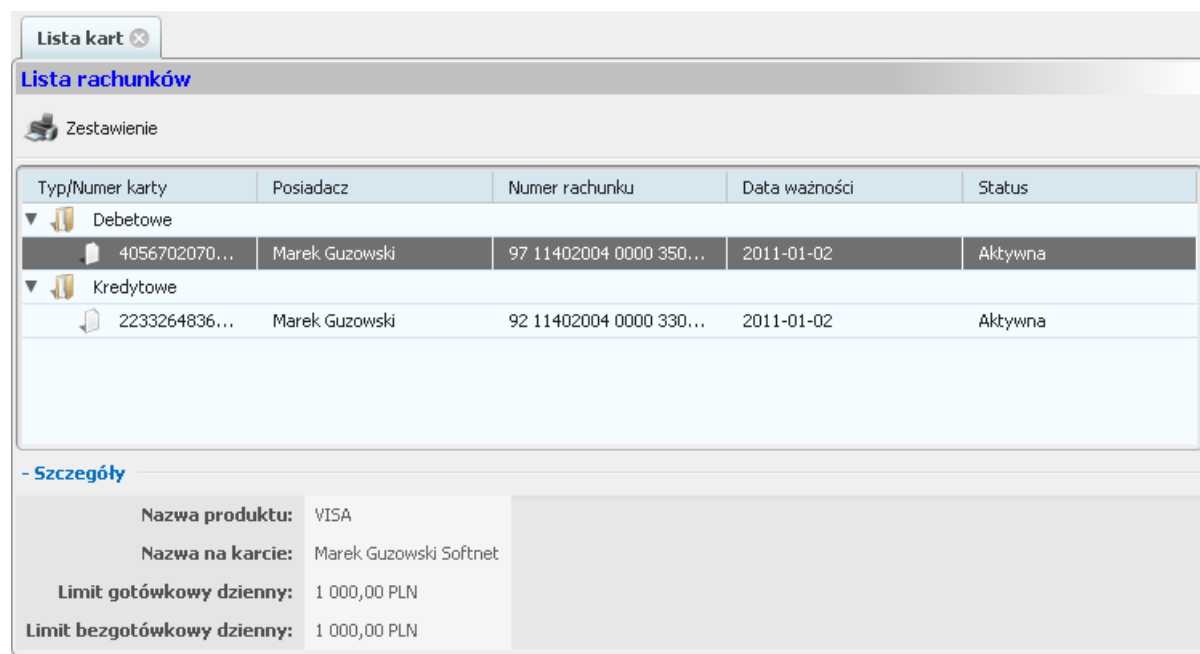 Lista kart
Lista rachunków
Zestawienie
Typ/Numer karty Posiadacz Numer rachunku Data ważności Status
Debetowe
4056702070... Marek Guzowski 97 11402004 0000 350... 2011-01-02 Aktywna
Kredytowe
2233264836... Marek Guzowski 92 11402004 0000 330... 2011-01-02 Aktywna
- Szczegóły
Nazwa produktu: VISA
Nazwa na karcie: Marek Guzowski Softnet
Limit gotówkowy dzienny: 1 000,00 PLN
Limit bezgotówkowy dzienny: 1 000,00 PLN